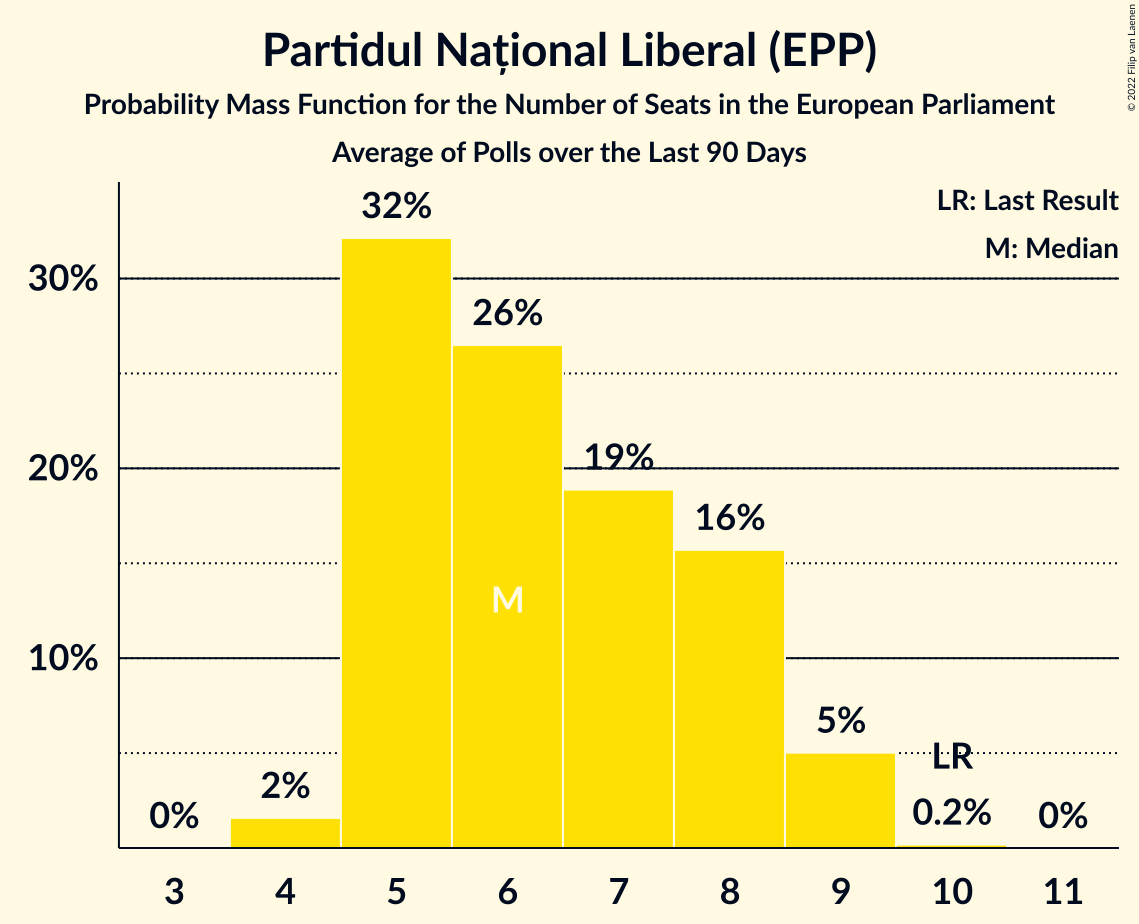 Partidul Național Liberal (EPP)
Probability Mass Function for the Number of Seats in the European Parliament
Average of Polls over the Last 90 Days
© 2022 Filip van Laenen
LR: Last Result
M: Median
32%
30%
26%
20%
19%
16%
M
10%
5%
LR
2%
0%
0.2%
0%
3 4 5 6 7 8 9 10 11